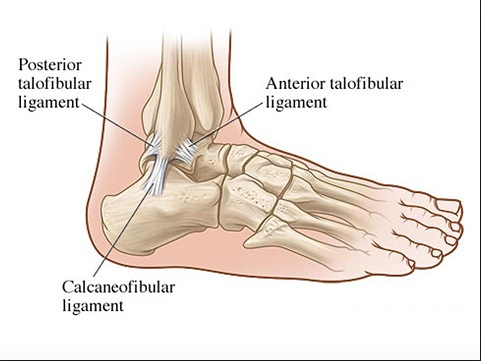 Posterior
talofibular
ligament
Anterior talofibular
ligament
Calcaneofibular
ligament